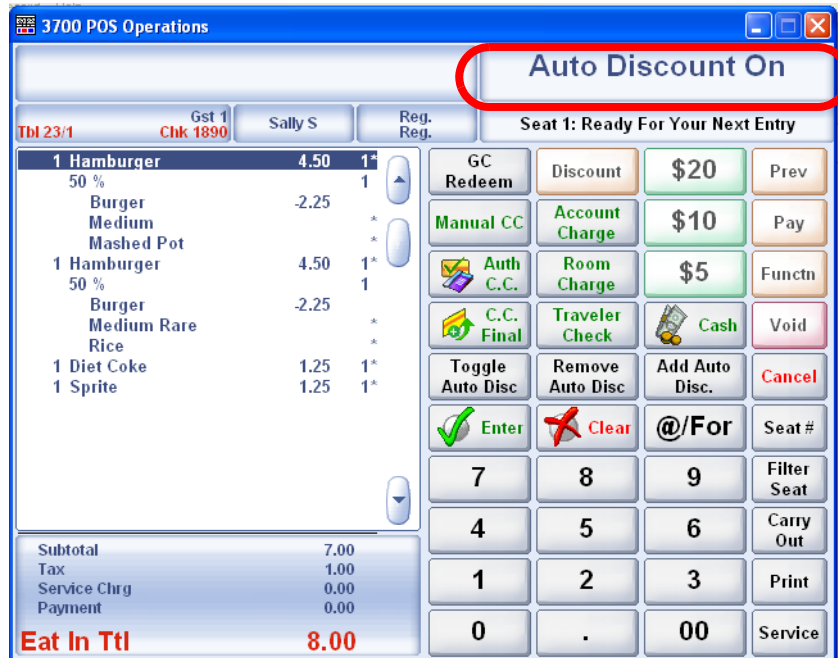 3700 POS Operations
Auto Discount On
Gst 1
Tbl 23/1 Chk 1890
Sally S
Reg.
Reg.
Seat 1: Ready For Your Next Entry
1 Hamburger 4.50 1*
50 % 1
Burger -2.25
Medium *
Mashed Pot *
1 Hamburger 4.50 1*
50 % 1
Burger -2.25
Medium Rare *
Rice *
1 Diet Coke 1.25 1*
1 Sprite 1.25 1*
Subtotal 7.00
Tax 1.00
Service Chrg 0.00
Payment 0.00
Eat In Ttl 8.00
GC
Redeem
Discount
$20
Prev
Manual CC
Account
Charge
$10
Pay
Auth
C.C.
Room
Charge
$5
Functn
C.C.
Final
Traveler
Check
Cash
Void
Toggle
Auto Disc
Remove
Auto Disc
Add Auto
Disc.
Cancel
Enter
Clear
@/For
Seat #
7
8
9
Filter
Seat
4
5
6
Carry
Out
1
2
3
Print
0
.
00
Service